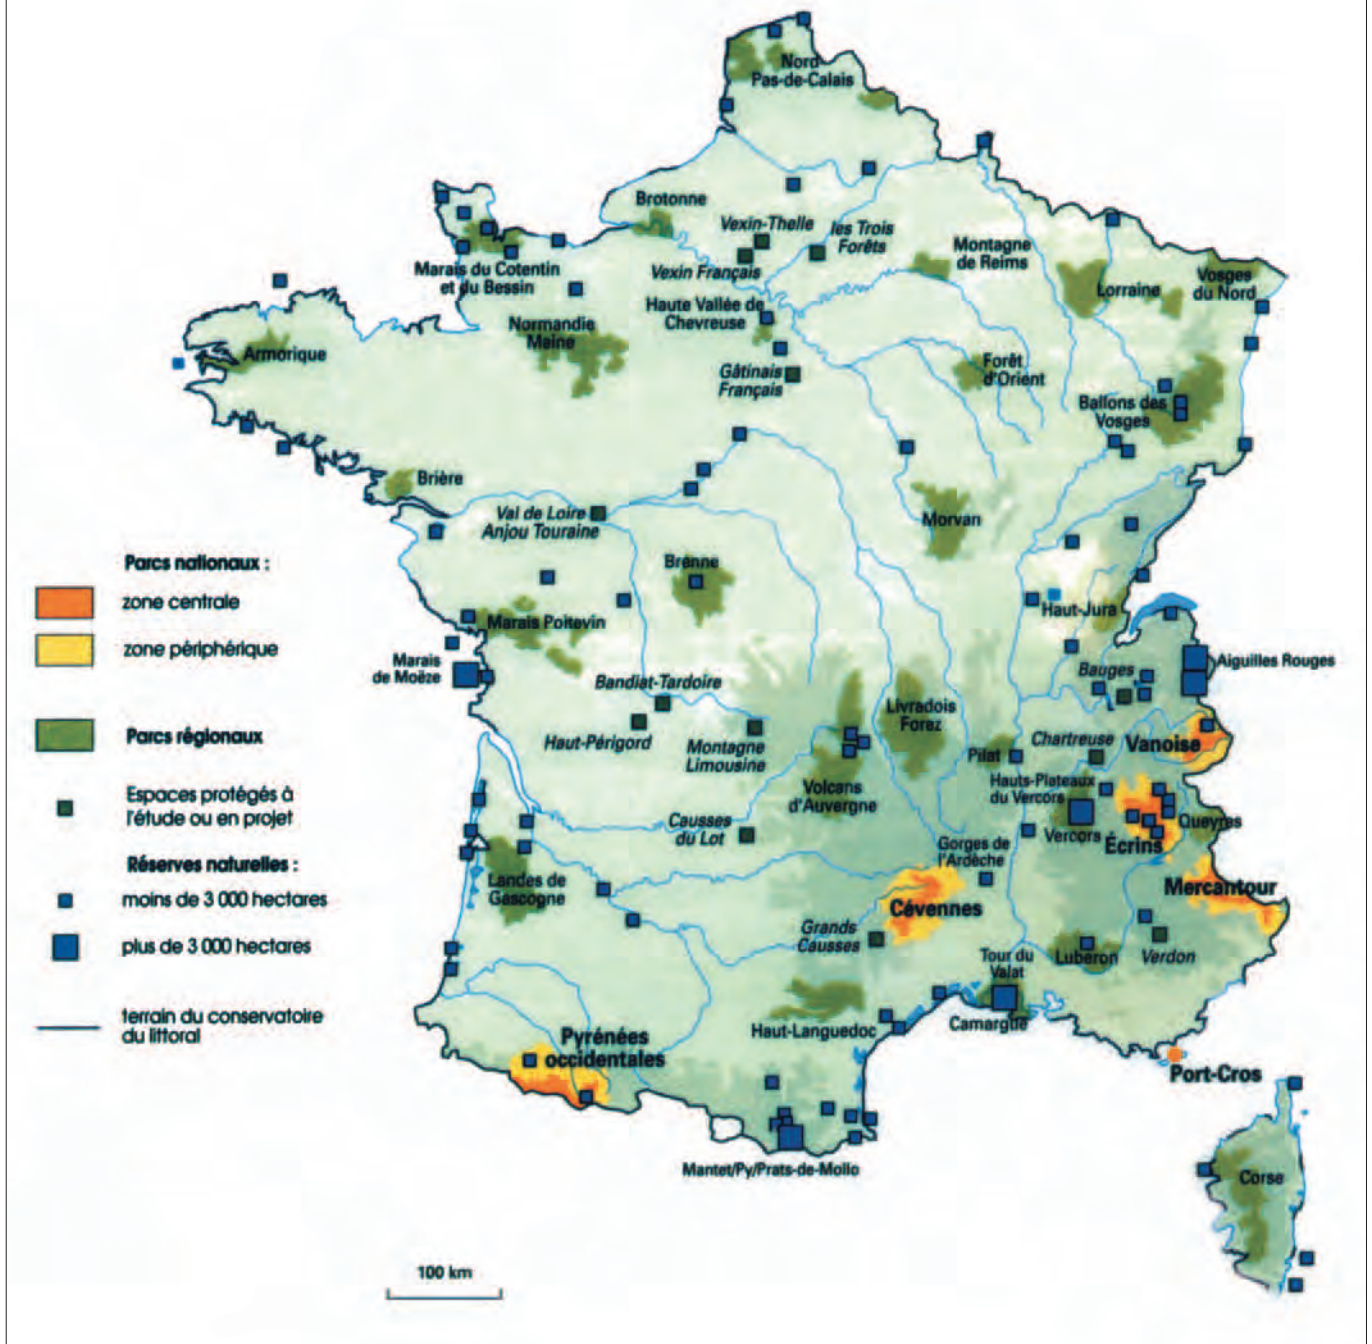 Nord
Pas-de-Calais
Brotonne
Vexin-Thelle
les Trois
Forêts
Vexin Français
Montagne
de Reims
Marais du Cotentin
et du Bessin
Lorraine
Vosges
du Nord
Haute Vallée de
Chevreuse
Normandie
Maine
Armorique
Gâtinais
Français
Forêt
d'Orient
Ballons des
Vosges
Brière
Val de Loire
Anjou Touraine
Morvan
Parcs nationaux :
zone centrale
zone périphérique
Parcs régionaux
Espaces protégés à
l'étude ou en projet
Réserves naturelles :
moins de 3 000 hectares
plus de 3 000 hectares
terrain du conservatoire
du littoral
Brenne
Haut-Jura
Marais Poitevin
Marais
de Moëze
Bauges
Aiguilles Rouges
Bandiat-Tardoire
Haut-Périgord
Montagne
Limousine
Livradois
Forez
Pilat
Chartreuse
Vanoise
Volcans
d'Auvergne
Hauts-Plateaux
du Vercors
Vercors
Queyres
Écrins
Causses
du Lot
Gorges de
l'Ardèche
Landes de
Gascogne
Cévennes
Mercantour
Grands
Causses
Tour du
Valat
Luberon
Verdon
Haut-Languedoc
Camargue
Pyrénées
occidentales
Port-Cros
Mantet/Py/Prats-de-Mollo
Corse
100 km